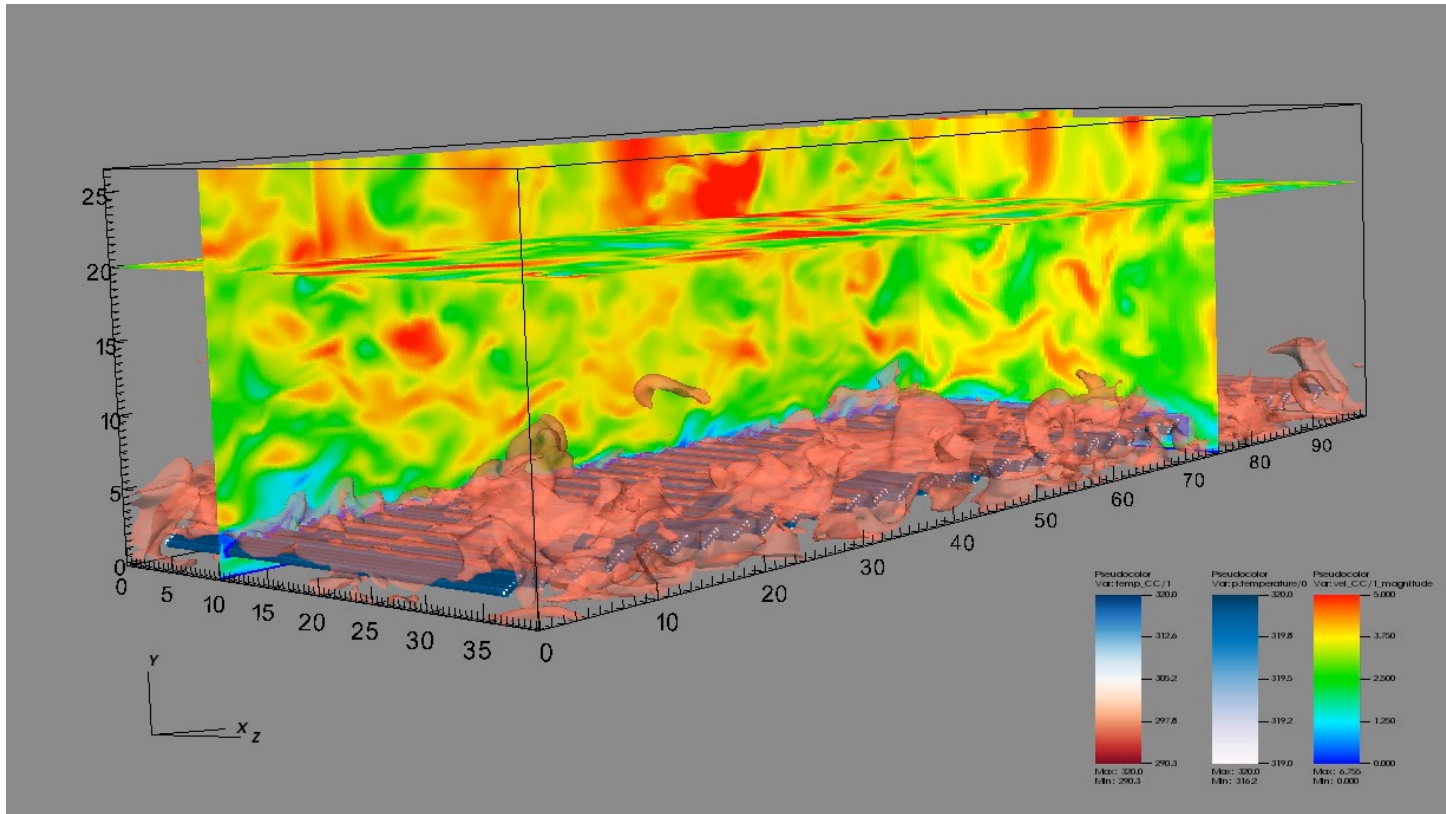 25
20
15
10
5
0
0
5
10
15
20
25
30
35
0
10
20
30
40
50
60
70
80
90
Y
X
Z
Pseudocolor
Var: temp_CC/1
320.0
312.6
305.2
297.8
290.3
Max: 320.0
Min: 290.3
Pseudocolor
Var: p.temperature/0
320.0
319.8
319.5
319.2
319.0
Max: 320.0
Min: 316.2
Pseudocolor
Var: vel_CC/1_magnitude
5.000
3.750
2.500
1.250
0.000
Max: 6.755
Min: 0.000